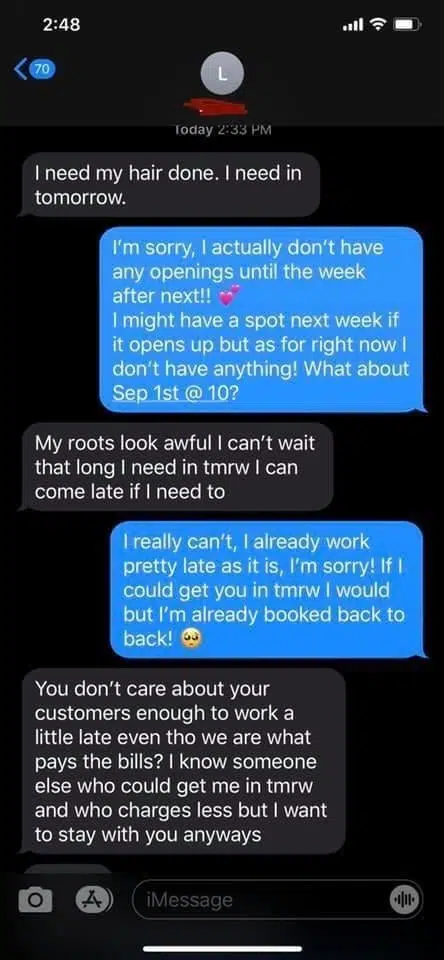 2:48
70
L
Today 2:33 PM
I need my hair done. I need in
tomorrow.
I'm sorry, I actually don't have
any openings until the week
after next!! 💕
I might have a spot next week if
it opens up but as for right now I
don't have anything! What about
Sep 1st @ 10?
My roots look awful I can't wait
that long I need in tmrw I can
come late if I need to
I really can't, I already work
pretty late as it is, I'm sorry! If I
could get you in tmrw I would
but I'm already booked back to
back! 🥺
You don't care about your
customers enough to work a
little late even tho we are what
pays the bills? I know someone
else who could get me in tmrw
and who charges less but I want
to stay with you anyways
iMessage